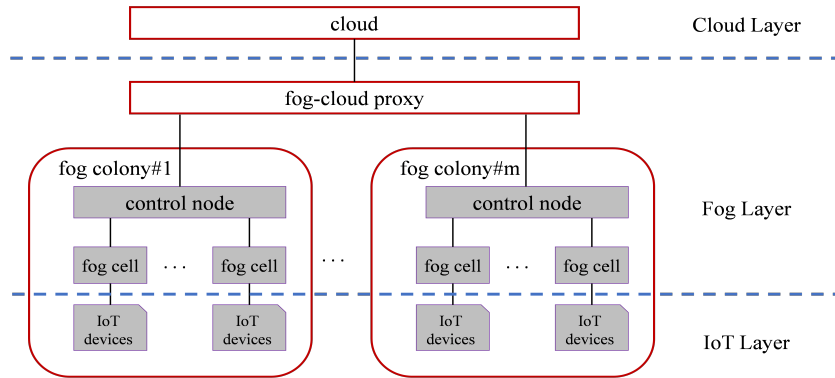 cloud
Cloud Layer
fog-cloud proxy
fog colony#1
fog colony#m
control node
control node
Fog Layer
fog cell
. . .
fog cell
. . .
fog cell
. . .
fog cell
IoT
devices
IoT
devices
IoT
devices
IoT
devices
IoT Layer